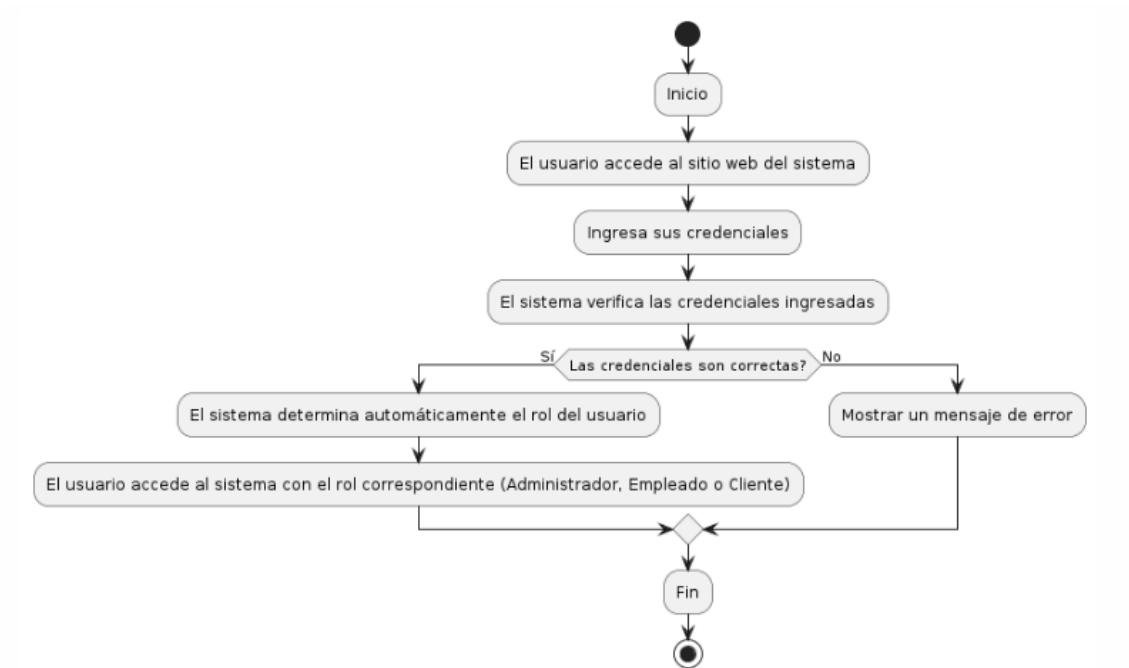 Inicio
El usuario accede al sitio web del sistema
Ingresa sus credenciales
El sistema verifica las credenciales ingresadas
Sí
Las credenciales son correctas?
No
El sistema determina automáticamente el rol del usuario
Mostrar un mensaje de error
El usuario accede al sistema con el rol correspondiente (Administrador, Empleado o Cliente)
Fin